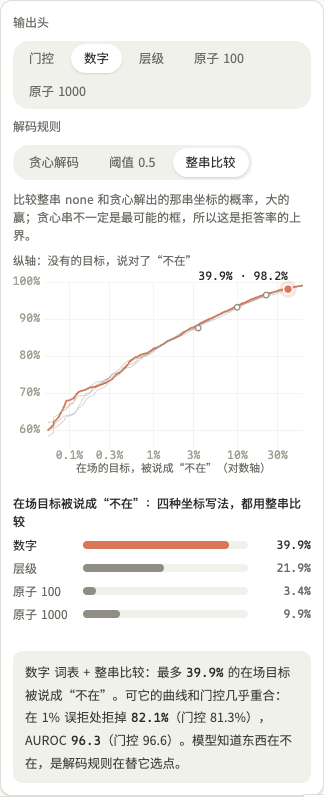 输出头
门控 数字 层级 原子 100
原子 1000
解码规则
贪心解码 阈值 0.5 整串比较
比较整串 none 和贪心解出的那串坐标的概率，大的
赢；贪心串不一定是最可能的框，所以这是拒答率的上
界。
纵轴：没有的目标，说对了“不在”
39.9% · 98.2%
100%
90%
80%
70%
60%
0.1% 0.3% 1% 3% 10% 30%
在场的目标，被说成“不在”（对数轴）
在场目标被说成“不在”：四种坐标写法，都用整串比
较
数字 39.9%
层级 21.9%
原子 100 3.4%
原子 1000 9.9%
数字 词表 + 整串比较：最多 39.9% 的在场目标
被说成“不在”。可它的曲线和门控几乎重合：
在 1% 误拒处拒掉 82.1%（门控 81.3%），
AUROC 96.3（门控 96.6）。模型知道东西在不
在，是解码规则在替它选点。